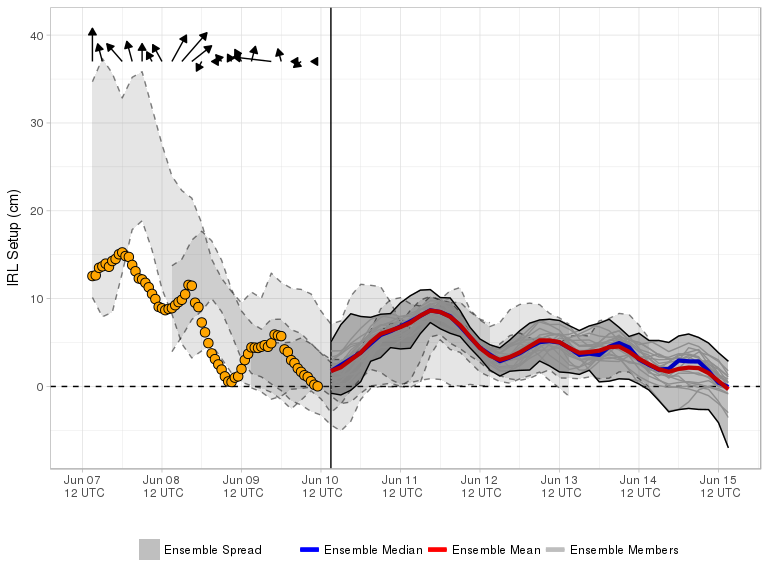 IRL Setup (cm)
40
30
20
10
0
Jun 07 Jun 08 Jun 09 Jun 10 Jun 11 Jun 12 Jun 13 Jun 14 Jun 15
12 UTC 12 UTC 12 UTC 12 UTC 12 UTC 12 UTC 12 UTC 12 UTC 12 UTC
Ensemble Spread Ensemble Median Ensemble Mean Ensemble Members